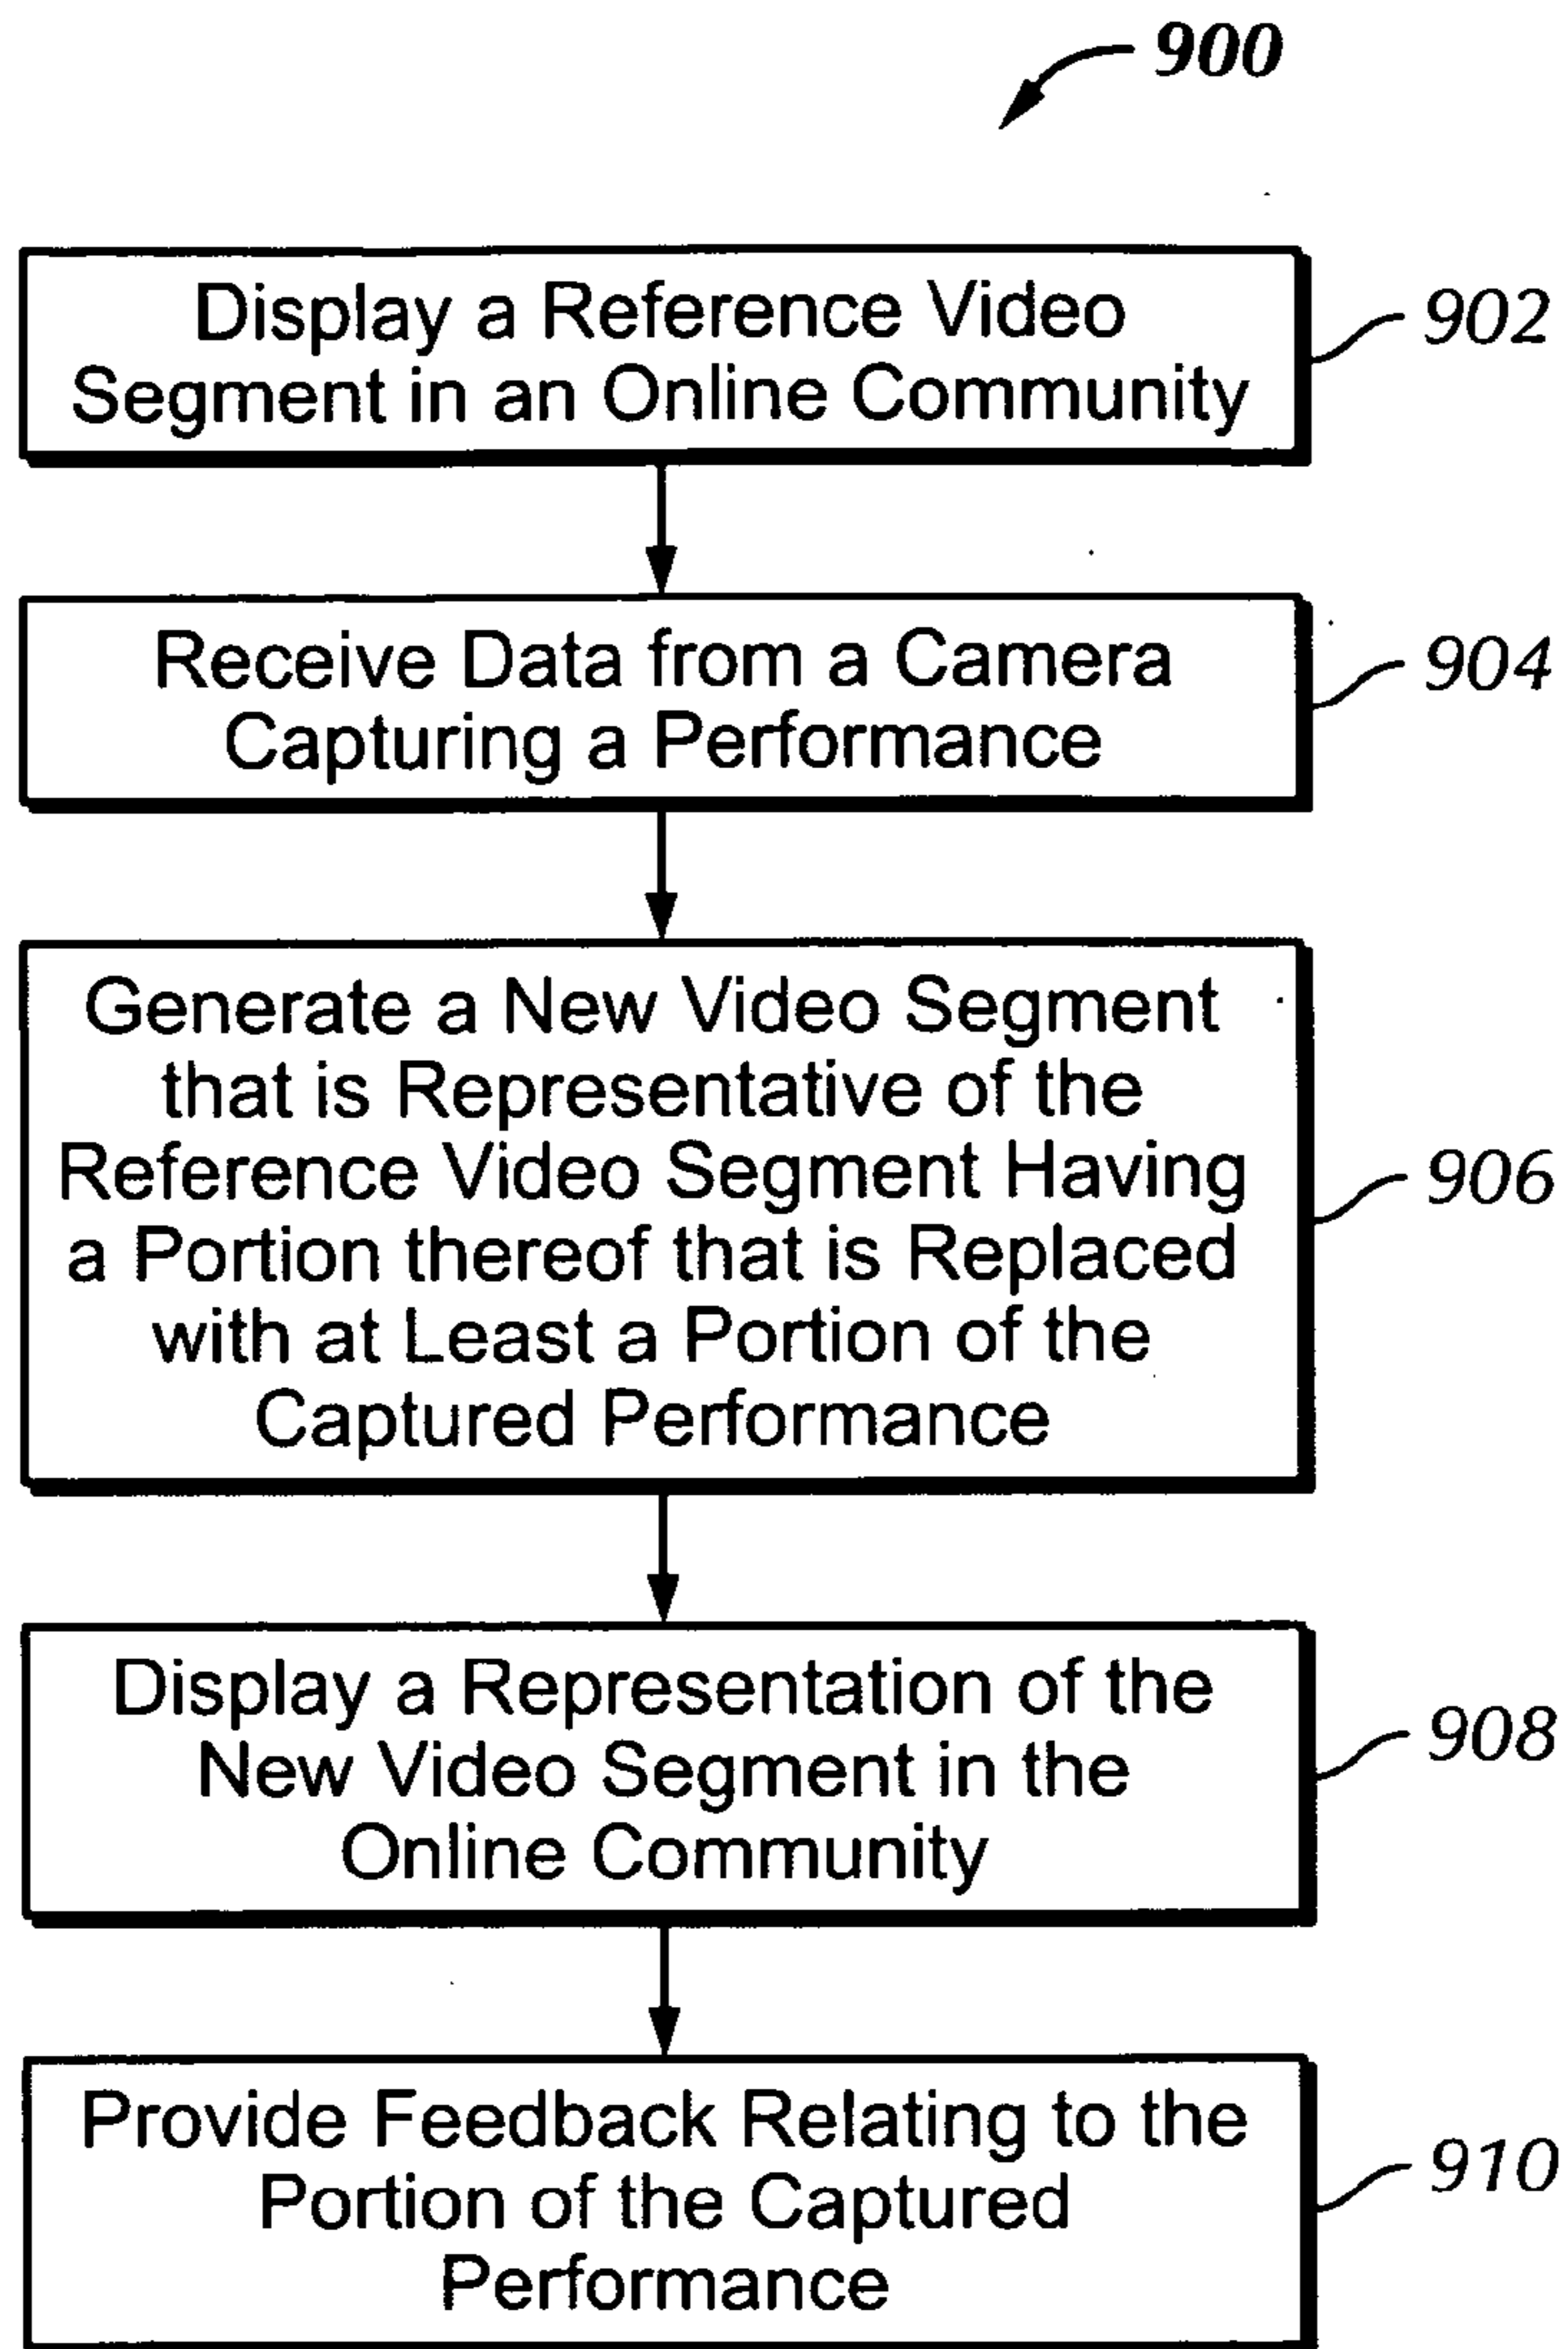 900
Display a Reference Video
Segment in an Online Community
902
Receive Data from a Camera
Capturing a Performance
904
Generate a New Video Segment
that is Representative of the
Reference Video Segment Having
a Portion thereof that is Replaced
with at Least a Portion of the
Captured Performance
906
Display a Representation of the
New Video Segment in the
Online Community
908
Provide Feedback Relating to the
Portion of the Captured
Performance
910